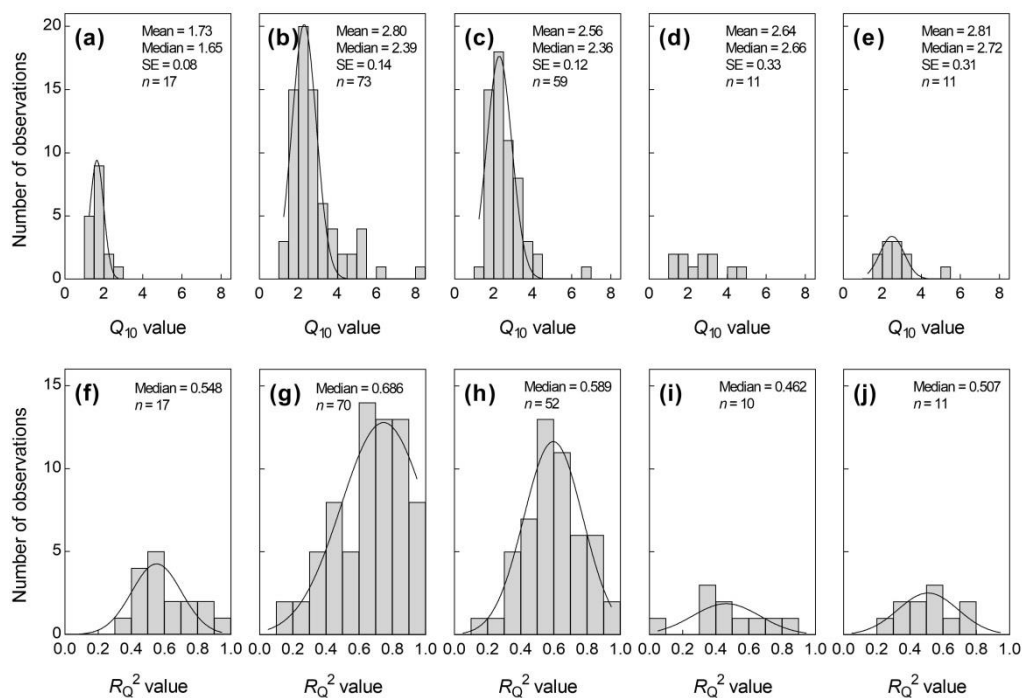 (a)
Mean = 1.73
Median = 1.65
SE = 0.08
n = 17
(b)
Mean = 2.80
Median = 2.39
SE = 0.14
n = 73
(c)
Mean = 2.56
Median = 2.36
SE = 0.12
n = 59
(d)
Mean = 2.64
Median = 2.66
SE = 0.33
n = 11
(e)
Mean = 2.81
Median = 2.72
SE = 0.31
n = 11
Number of observations
20
15
10
5
0
0 2 4 6 8
0 2 4 6 8
0 2 4 6 8
0 2 4 6 8
0 2 4 6 8
Q10 value
Q10 value
Q10 value
Q10 value
Q10 value
(f)
Median = 0.548
n = 17
(g)
Median = 0.686
n = 70
(h)
Median = 0.589
n = 52
(i)
Median = 0.462
n = 10
(j)
Median = 0.507
n = 11
Number of observations
15
10
5
0
0.0 0.2 0.4 0.6 0.8 1.0
0.0 0.2 0.4 0.6 0.8 1.0
0.0 0.2 0.4 0.6 0.8 1.0
0.0 0.2 0.4 0.6 0.8 1.0
0.0 0.2 0.4 0.6 0.8 1.0
RQ² value
RQ² value
RQ² value
RQ² value
RQ² value